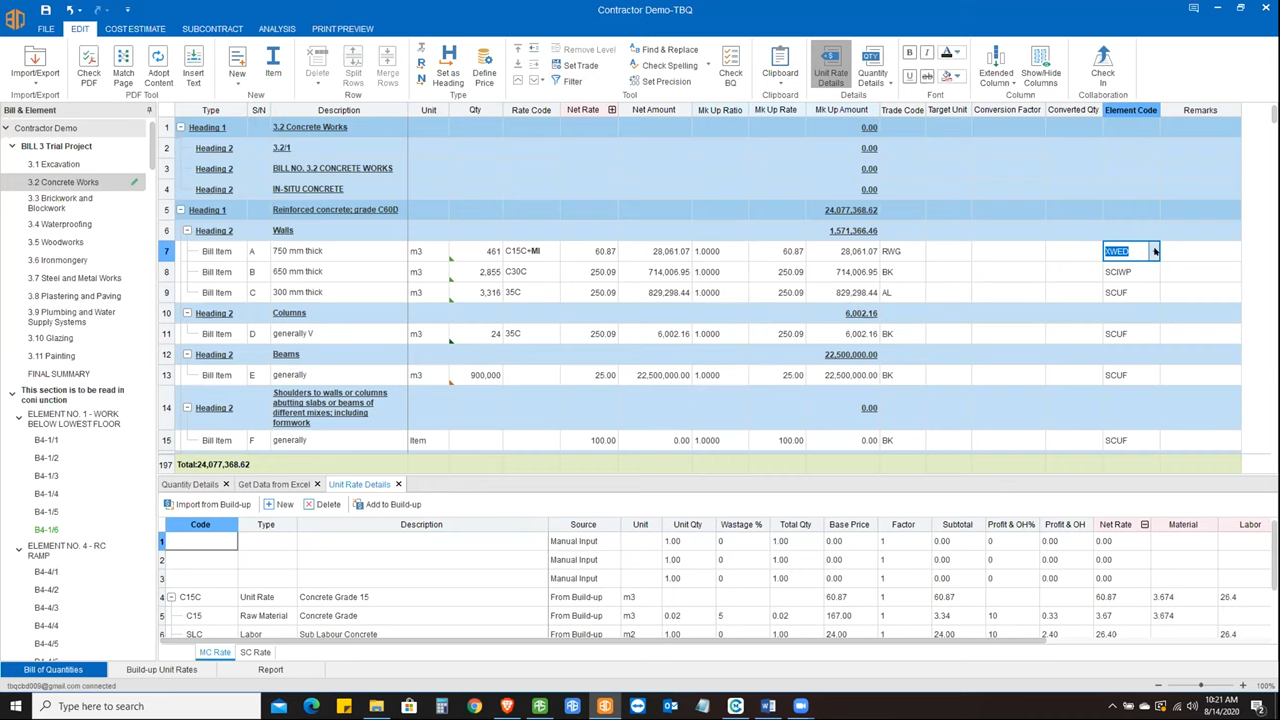 Contractor Demo-TBQ
FILE EDIT COST ESTIMATE SUBCONTRACT ANALYSIS PRINT PREVIEW
Import/Export Check PDF Match Page Adopt Content Insert Text New Item Delete Split Rows Merge Rows Set as Heading Define Price Remove Level Set Trade Filter Find & Replace Check Spelling Set Precision Check BQ Clipboard Unit Rate Details Quantity Details Extended Column Show/Hide Columns Check In
T R N B I A U ab
Import/Export PDF Tool New Row Type Tool Clipboard Details Font Column Collaboration
Bill & Element
Contractor Demo
BILL 3 Trial Project
3.1 Excavation
3.2 Concrete Works
3.3 Brickwork and
Blockwork
3.4 Waterproofing
3.5 Woodworks
3.6 Ironmongery
3.7 Steel and Metal Works
3.8 Plastering and Paving
3.9 Plumbing and Water
Supply Systems
3.10 Glazing
3.11 Painting
FINAL SUMMARY
This section is to be read in
coni unction
ELEMENT NO. 1 - WORK
BELOW LOWEST FLOOR
B4-1/1
B4-1/2
B4-1/3
B4-1/4
B4-1/5
B4-1/6
ELEMENT NO. 4 - RC
RAMP
B4-4/1
B4-4/2
B4-4/3
B4-4/4
B4-4/5
Type S/N Description Unit Qty Rate Code Net Rate Net Amount Mk Up Ratio Mk Up Rate Mk Up Amount Trade Code Target Unit Conversion Factor Converted Qty Element Code Remarks
1 Heading 1 3.2 Concrete Works 0.00
2 Heading 2 3.2/1 0.00
3 Heading 2 BILL NO. 3.2 CONCRETE WORKS 0.00
4 Heading 2 IN-SITU CONCRETE 0.00
5 Heading 1 Reinforced concrete; grade C60D 24,077,368.62
6 Heading 2 Walls 1,571,366.46
7 Bill Item A 750 mm thick m3 461 C15C+MI 60.87 28,061.07 1.0000 60.87 28,061.07 RWG XWED
8 Bill Item B 650 mm thick m3 2,855 C30C 250.09 714,006.95 1.0000 250.09 714,006.95 BK SCIWP
9 Bill Item C 300 mm thick m3 3,316 35C 250.09 829,298.44 1.0000 250.09 829,298.44 AL SCUF
10 Heading 2 Columns 6,002.16
11 Bill Item D generally V m3 24 35C 250.09 6,002.16 1.0000 250.09 6,002.16 BK SCUF
12 Heading 2 Beams 22,500,000.00
13 Bill Item E generally m3 900,000 25.00 22,500,000.00 1.0000 25.00 22,500,000.00 BK SCUF
14 Heading 2 Shoulders to walls or columns
abutting slabs or beams of
different mixes; including
formwork 0.00
15 Bill Item F generally Item 100.00 0.00 1.0000 100.00 0.00 BK SCUF
197 Total:24,077,368.62
Quantity Details Get Data from Excel Unit Rate Details
Import from Build-up New Delete Add to Build-up
Code Type Description Source Unit Unit Qty Wastage % Total Qty Base Price Factor Subtotal Profit & OH% Profit & OH Net Rate Material Labor
1 Manual Input 1.00 0 1.00 0.00 1 0.00 0 0.00 0.00
2 Manual Input 1.00 0 1.00 0.00 1 0.00 0 0.00 0.00
3 Manual Input 1.00 0 1.00 0.00 1 0.00 0 0.00 0.00
4 C15C Unit Rate Concrete Grade 15 From Build-up m3 60.87 1 60.87 60.87 3.674 26.4
5 C15 Raw Material Concrete Grade From Build-up m3 0.02 5 0.02 167.00 1 3.34 10 0.33 3.67 3.674
6 SLC Labor Sub Labour Concrete From Build-up m2 1.00 0 1.00 24.00 1 24.00 10 2.40 26.40 26.4
MC Rate SC Rate
Bill of Quantities Build-up Unit Rates Report
tbqcbd009@gmail.com connected
100%
Type here to search
10:21 AM
8/14/2020
2